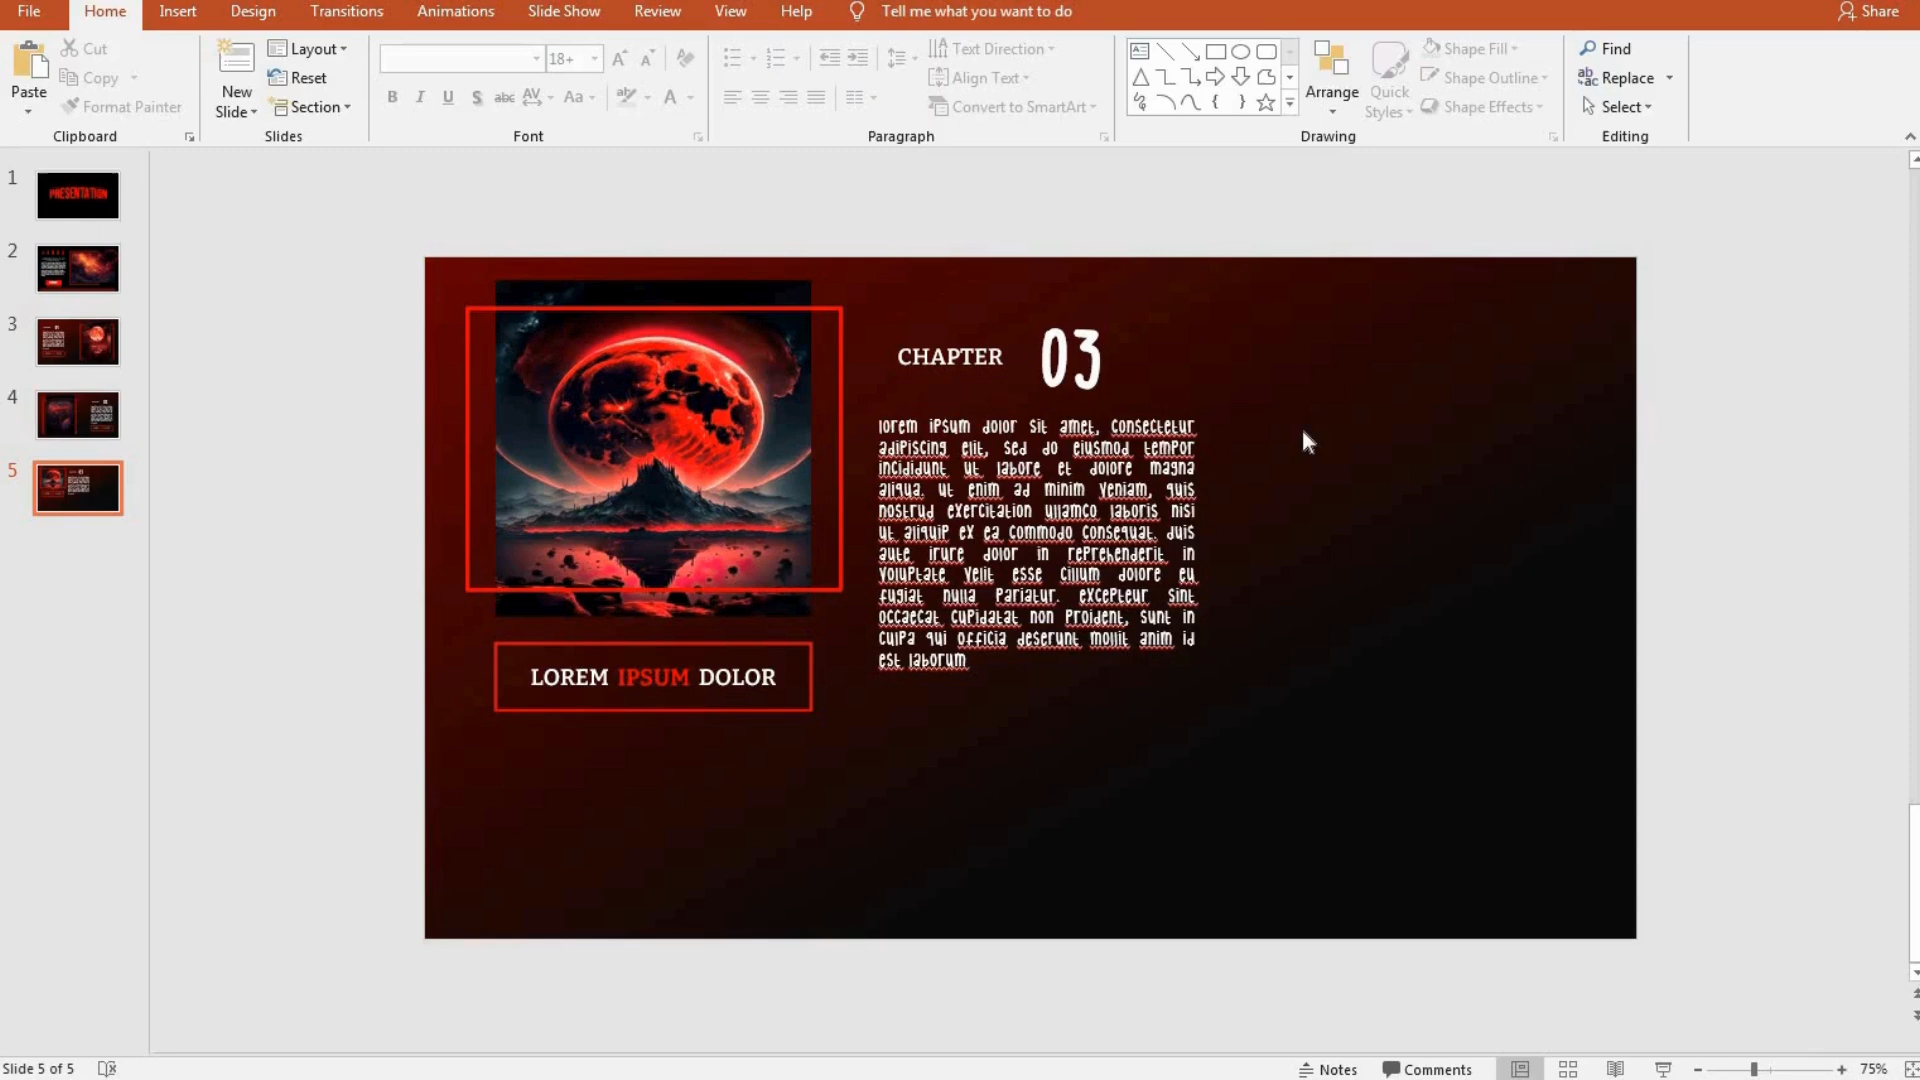 File Home Insert Design Transitions Animations Slide Show Review View Help Tell me what you want to do Share
Paste Cut Copy Format Painter
Clipboard
New Slide Layout Reset Section
Slides
18+
B I U S abc AV Aa A
Font
Text Direction
Align Text
Convert to SmartArt
Paragraph
Arrange
Quick Styles
Shape Fill
Shape Outline
Shape Effects
Drawing
Find
Replace
Select
Editing
1
PRESENTATION
2
3
4
5
CHAPTER 03
lorem ipsum dolor sit amet, consectetur
adipiscing elit, sed do eiusmod tempor
incididunt ut labore et dolore magna
aliqua. ut enim ad minim veniam, quis
nostrud exercitation ullamco laboris nisi
ut aliquip ex ea commodo consequat. duis
aute irure dolor in reprehenderit in
voluptate velit esse cillum dolore eu
fugiat nulla pariatur. excepteur sint
occaecat cupidatat non proident, sunt in
culpa qui officia deserunt mollit anim id
est laborum
LOREM IPSUM DOLOR
Slide 5 of 5
Notes Comments 75%